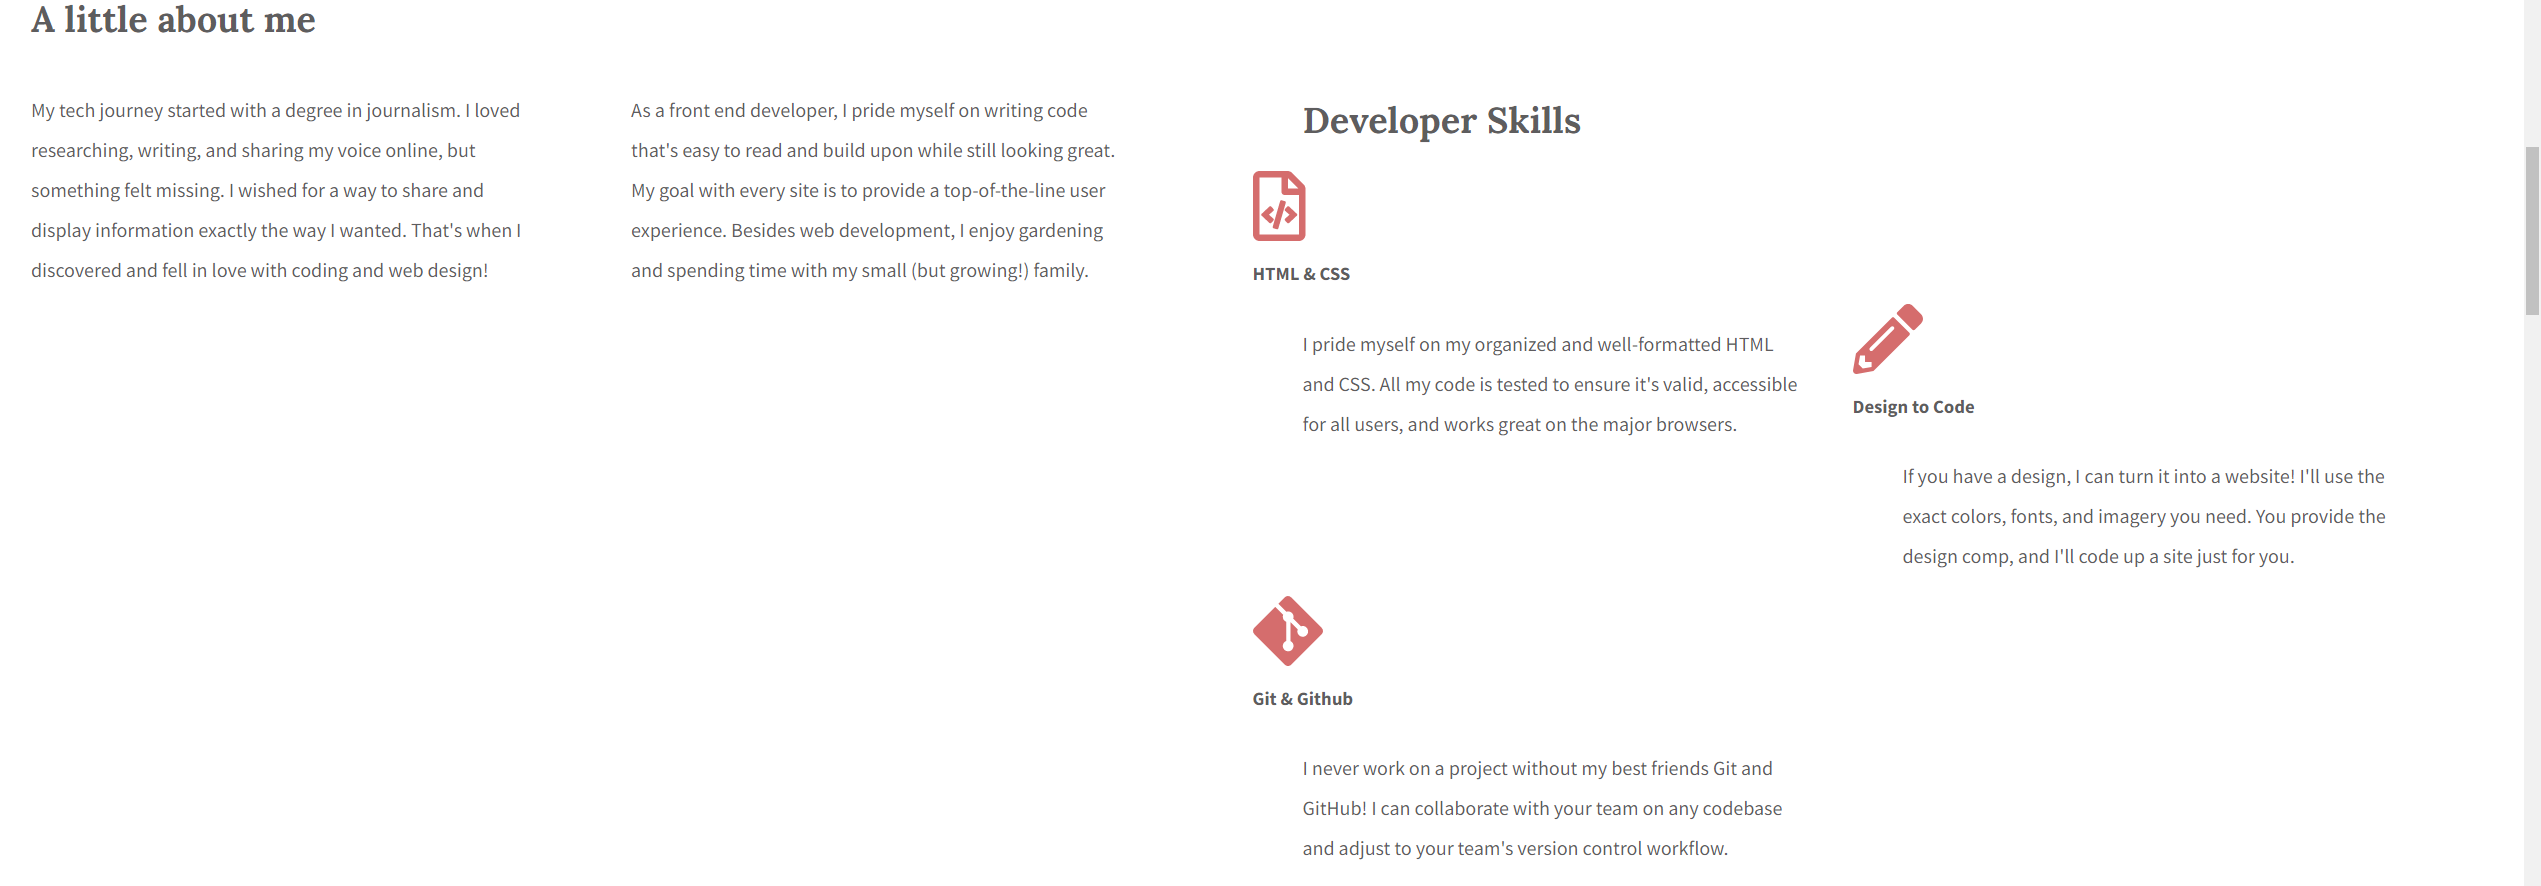 A little about me
My tech journey started with a degree in journalism. I loved
researching, writing, and sharing my voice online, but
something felt missing. I wished for a way to share and
display information exactly the way I wanted. That's when I
discovered and fell in love with coding and web design!
As a front end developer, I pride myself on writing code
that's easy to read and build upon while still looking great.
My goal with every site is to provide a top-of-the-line user
experience. Besides web development, I enjoy gardening
and spending time with my small (but growing!) family.
Developer Skills
HTML & CSS
I pride myself on my organized and well-formatted HTML
and CSS. All my code is tested to ensure it's valid, accessible
for all users, and works great on the major browsers.
Design to Code
If you have a design, I can turn it into a website! I'll use the
exact colors, fonts, and imagery you need. You provide the
design comp, and I'll code up a site just for you.
Git & Github
I never work on a project without my best friends Git and
GitHub! I can collaborate with your team on any codebase
and adjust to your team's version control workflow.